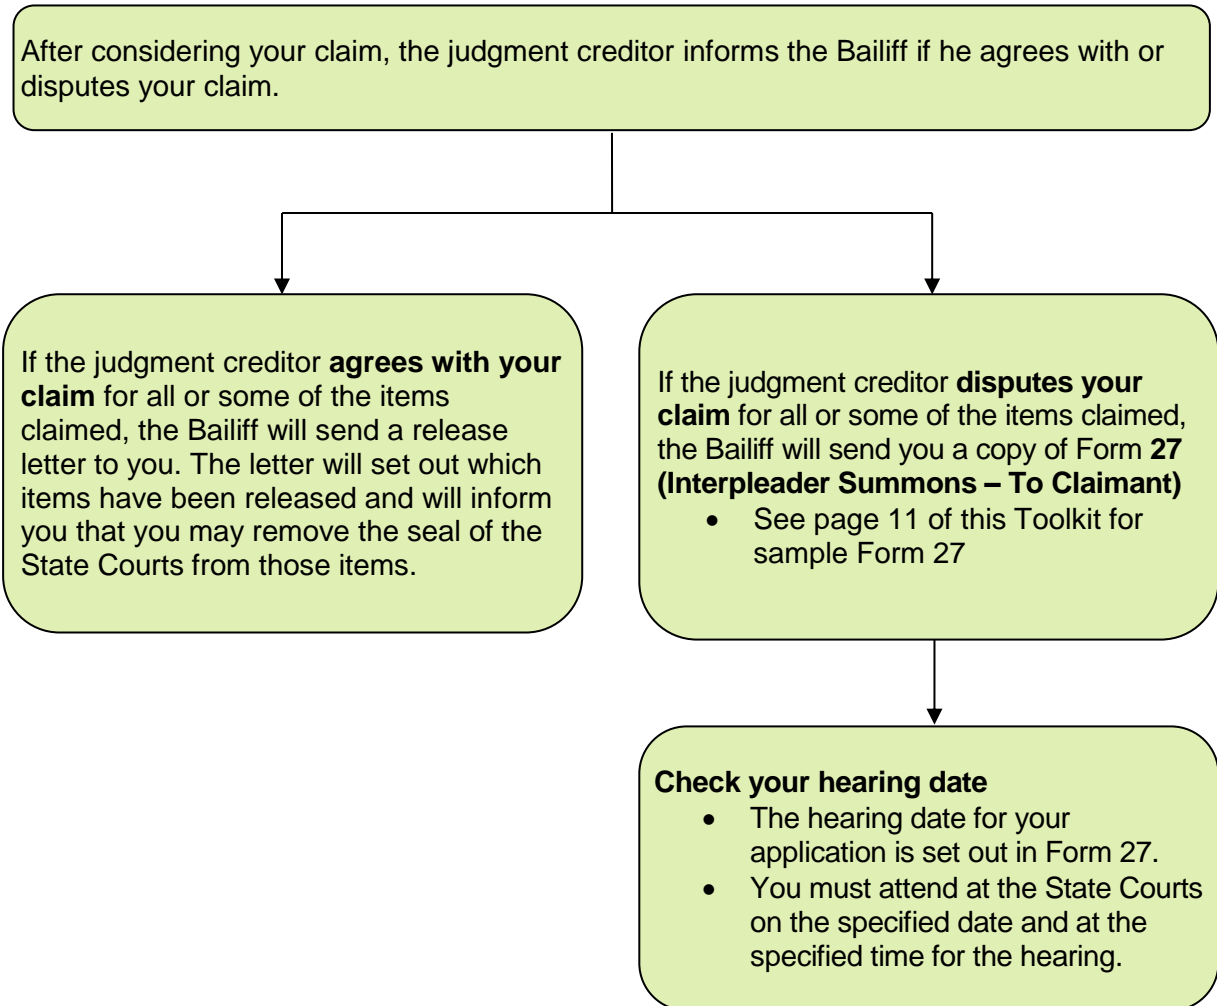 After considering your claim, the judgment creditor informs the Bailiff if he agrees with or
disputes your claim.
If the judgment creditor agrees with your
claim for all or some of the items
claimed, the Bailiff will send a release
letter to you. The letter will set out which
items have been released and will inform
you that you may remove the seal of the
State Courts from those items.
If the judgment creditor disputes your
claim for all or some of the items claimed,
the Bailiff will send you a copy of Form 27
(Interpleader Summons – To Claimant)
• See page 11 of this Toolkit for
sample Form 27
Check your hearing date
• The hearing date for your
application is set out in Form 27.
• You must attend at the State Courts
on the specified date and at the
specified time for the hearing.